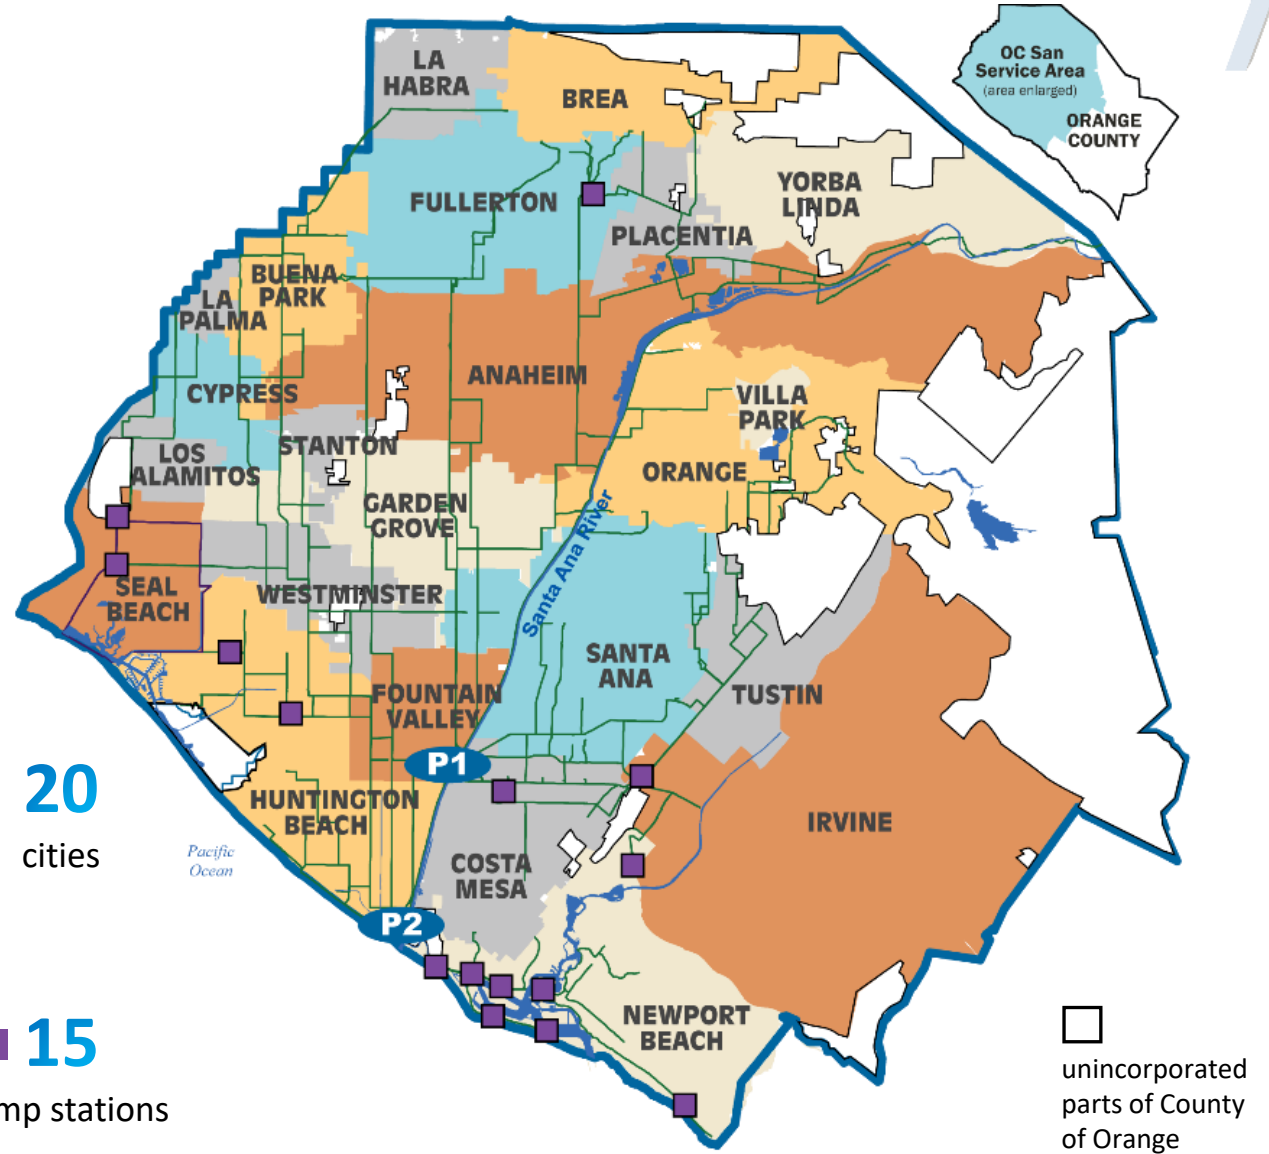 OC San
Service Area
(area enlarged)
ORANGE
COUNTY
LA
HABRA
BREA
FULLERTON
YORBA
LINDA
PLACENTIA
BUENA
PARK
LA
PALMA
ANAHEIM
CYPRESS
VILLA
PARK
STANTON
LOS
ALAMITOS
ORANGE
GARDEN
GROVE
Santa Ana River
SEAL
BEACH
WESTMINSTER
SANTA
ANA
TUSTIN
FOUNTAIN
VALLEY
P1
20
cities
HUNTINGTON
BEACH
IRVINE
Pacific
Ocean
COSTA
MESA
P2
NEWPORT
BEACH
15
mp stations
unincorporated
parts of County
of Orange